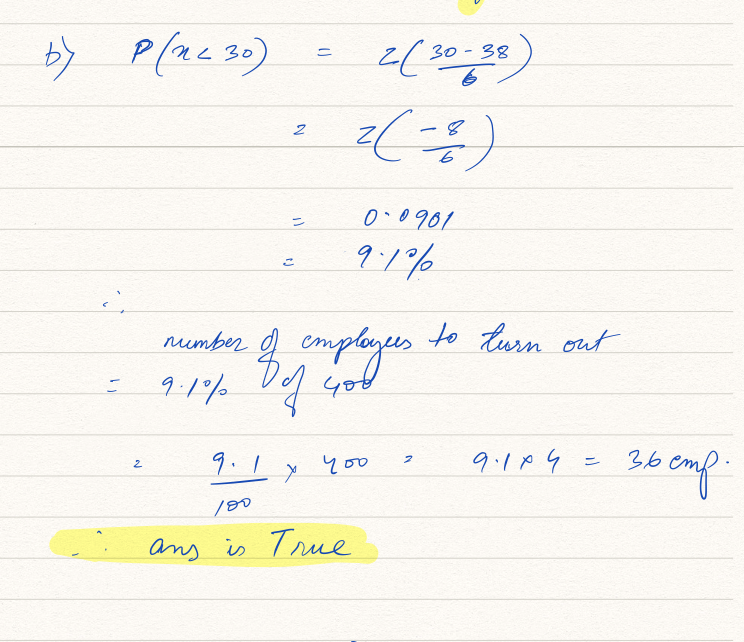 b) P(x < 30) = z(30-38/6)
= z(-8/6)
= 0.0901
= 9.1%
∴
number of employees to turn out
= 9.1% of 400
= 9.1/100 × 400 = 9.1 × 4 = 36 emp.
∴ ans is True